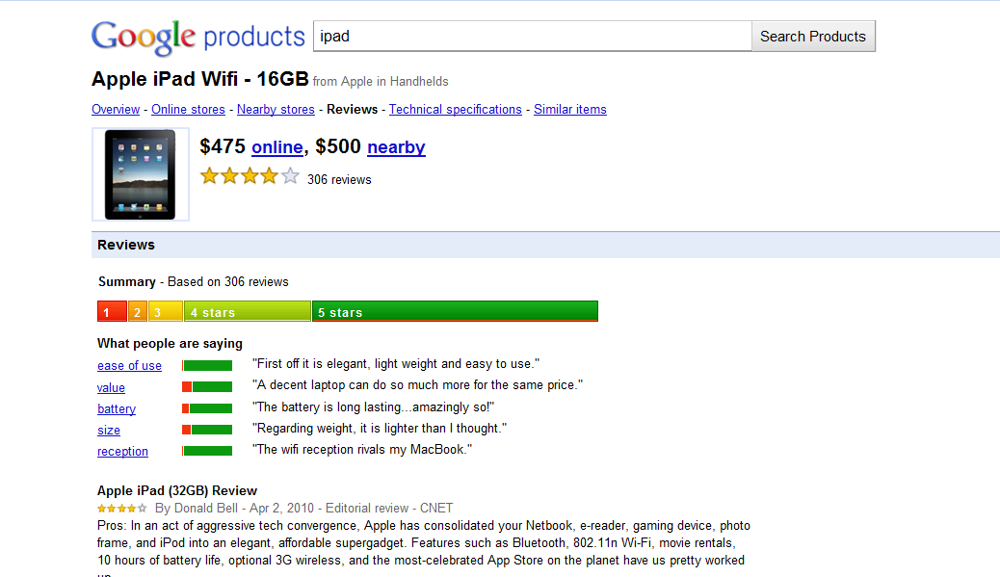 Google products ipad Search Products
Apple iPad Wifi - 16GB from Apple in Handhelds
Overview - Online stores - Nearby stores - Reviews - Technical specifications - Similar items
$475 online, $500 nearby
306 reviews
Reviews
Summary - Based on 306 reviews
1 2 3 4 stars 5 stars
What people are saying
ease of use "First off it is elegant, light weight and easy to use."
value "A decent laptop can do so much more for the same price."
battery "The battery is long lasting...amazingly so!"
size "Regarding weight, it is lighter than I thought."
reception "The wifi reception rivals my MacBook."
Apple iPad (32GB) Review
By Donald Bell - Apr 2, 2010 - Editorial review - CNET
Pros: In an act of aggressive tech convergence, Apple has consolidated your Netbook, e-reader, gaming device, photo
frame, and iPod into an elegant, affordable supergadget. Features such as Bluetooth, 802.11n Wi-Fi, movie rentals,
10 hours of battery life, optional 3G wireless, and the most-celebrated App Store on the planet have us pretty worked